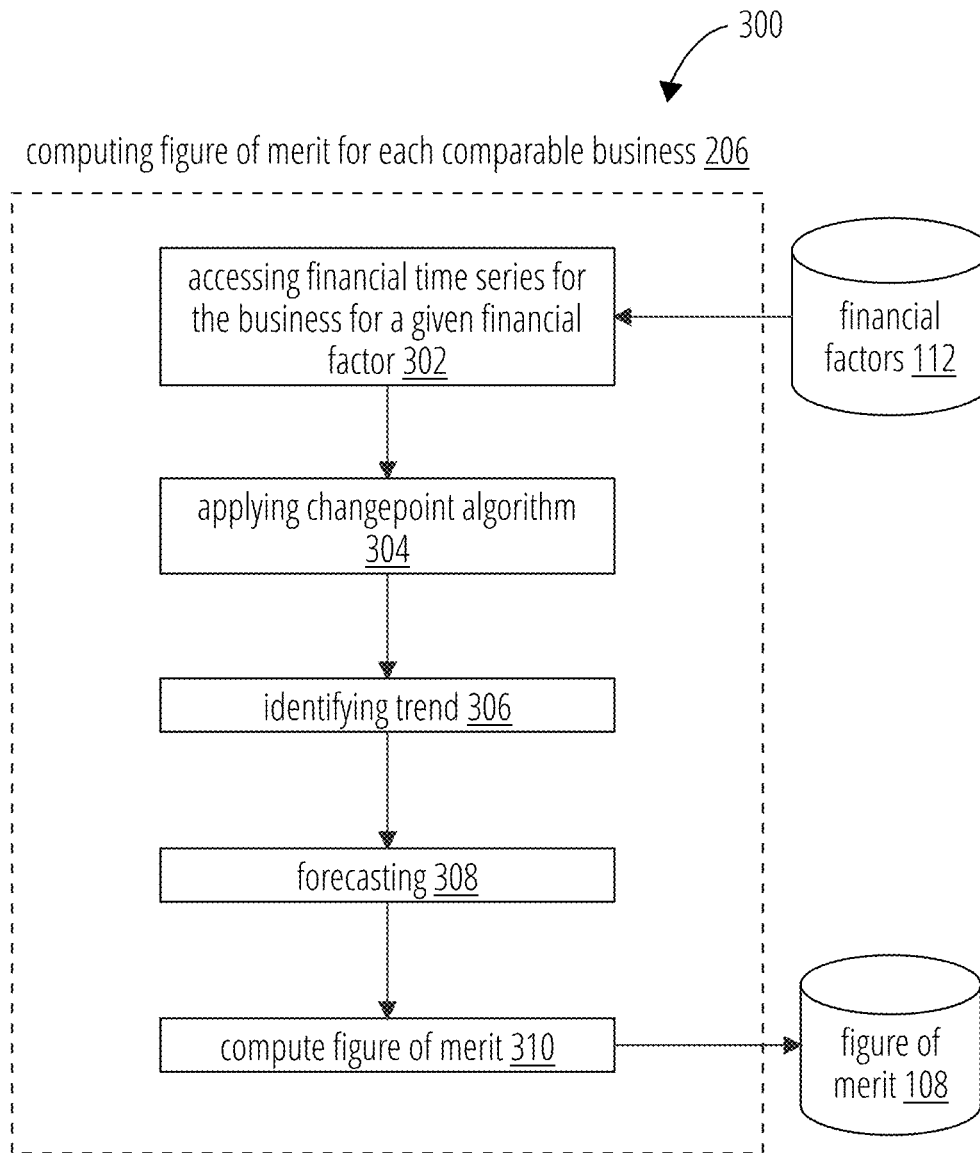 300
computing figure of merit for each comparable business 206
accessing financial time series for
the business for a given financial
factor 302
financial
factors 112
applying changepoint algorithm
304
identifying trend 306
forecasting 308
compute figure of merit 310
figure of
merit 108